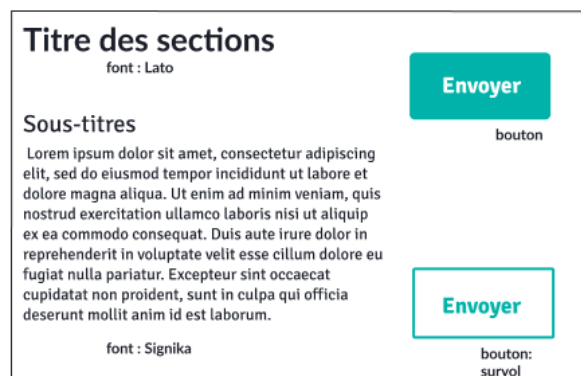 Titre des sections
font : Lato
Envoyer
bouton
Sous-titres
Lorem ipsum dolor sit amet, consectetur adipiscing
elit, sed do eiusmod tempor incididunt ut labore et
dolore magna aliqua. Ut enim ad minim veniam, quis
nostrud exercitation ullamco laboris nisi ut aliquip
ex ea commodo consequat. Duis aute irure dolor in
reprehenderit in voluptate velit esse cillum dolore eu
fugiat nulla pariatur. Excepteur sint occaecat
cupidatat non proident, sunt in culpa qui officia
deserunt mollit anim id est laborum.
font : Signika
Envoyer
bouton:
survol